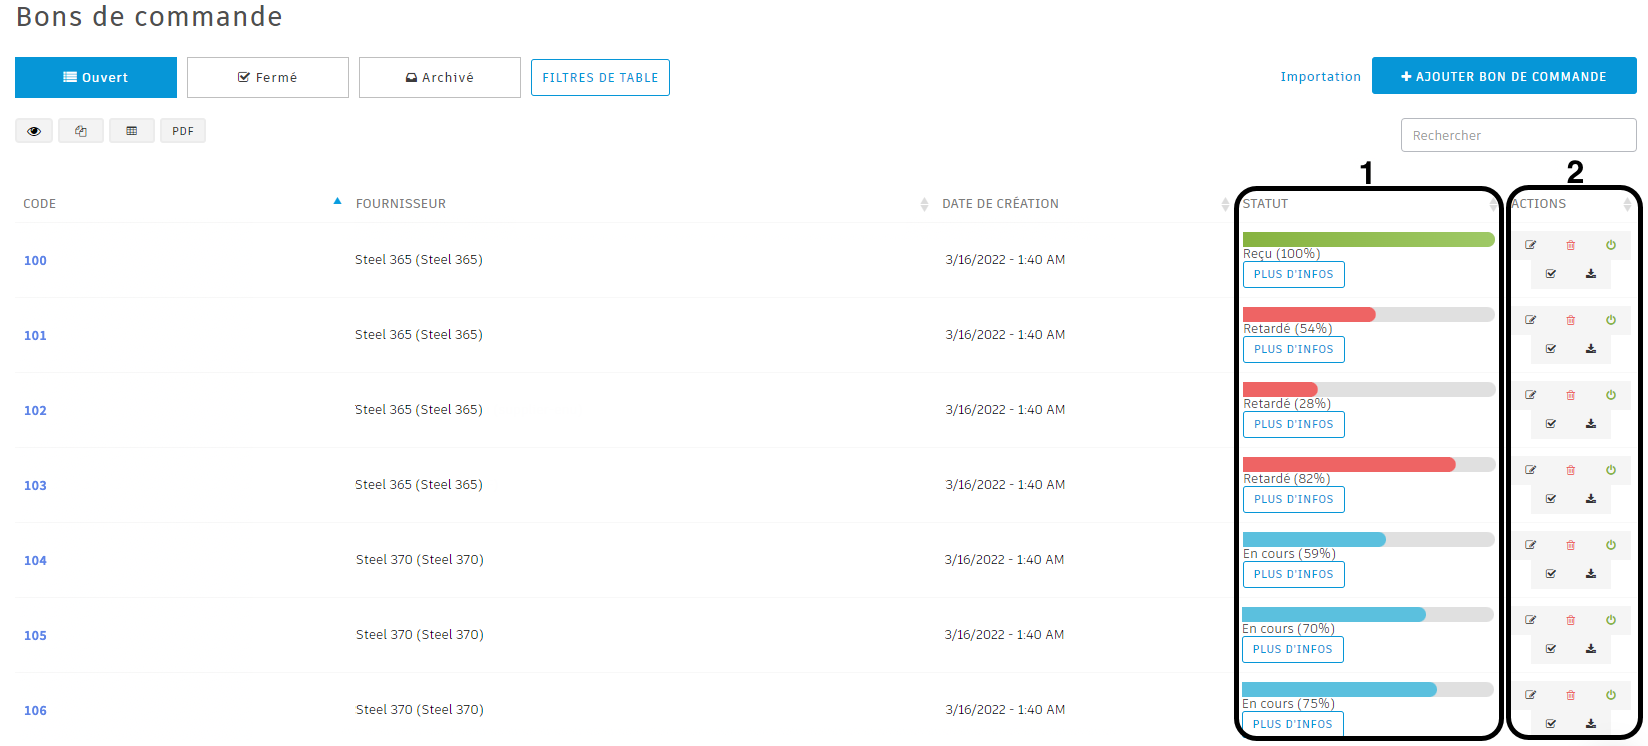 Bons de commande
Ouvert Fermé Archivé FILTRES DE TABLE Importation AJOUTER BON DE COMMANDE
PDF Rechercher
1 2
CODE FOURNISSEUR DATE DE CRÉATION STATUT ACTIONS
100 Steel 365 (Steel 365) 3/16/2022 - 1:40 AM Reçu (100%)
PLUS D'INFOS
101 Steel 365 (Steel 365) 3/16/2022 - 1:40 AM Retardé (54%)
PLUS D'INFOS
102 Steel 365 (Steel 365) 3/16/2022 - 1:40 AM Retardé (28%)
PLUS D'INFOS
103 Steel 365 (Steel 365) 3/16/2022 - 1:40 AM Retardé (82%)
PLUS D'INFOS
104 Steel 370 (Steel 370) 3/16/2022 - 1:40 AM En cours (59%)
PLUS D'INFOS
105 Steel 370 (Steel 370) 3/16/2022 - 1:40 AM En cours (70%)
PLUS D'INFOS
106 Steel 370 (Steel 370) 3/16/2022 - 1:40 AM En cours (75%)
PLUS D'INFOS